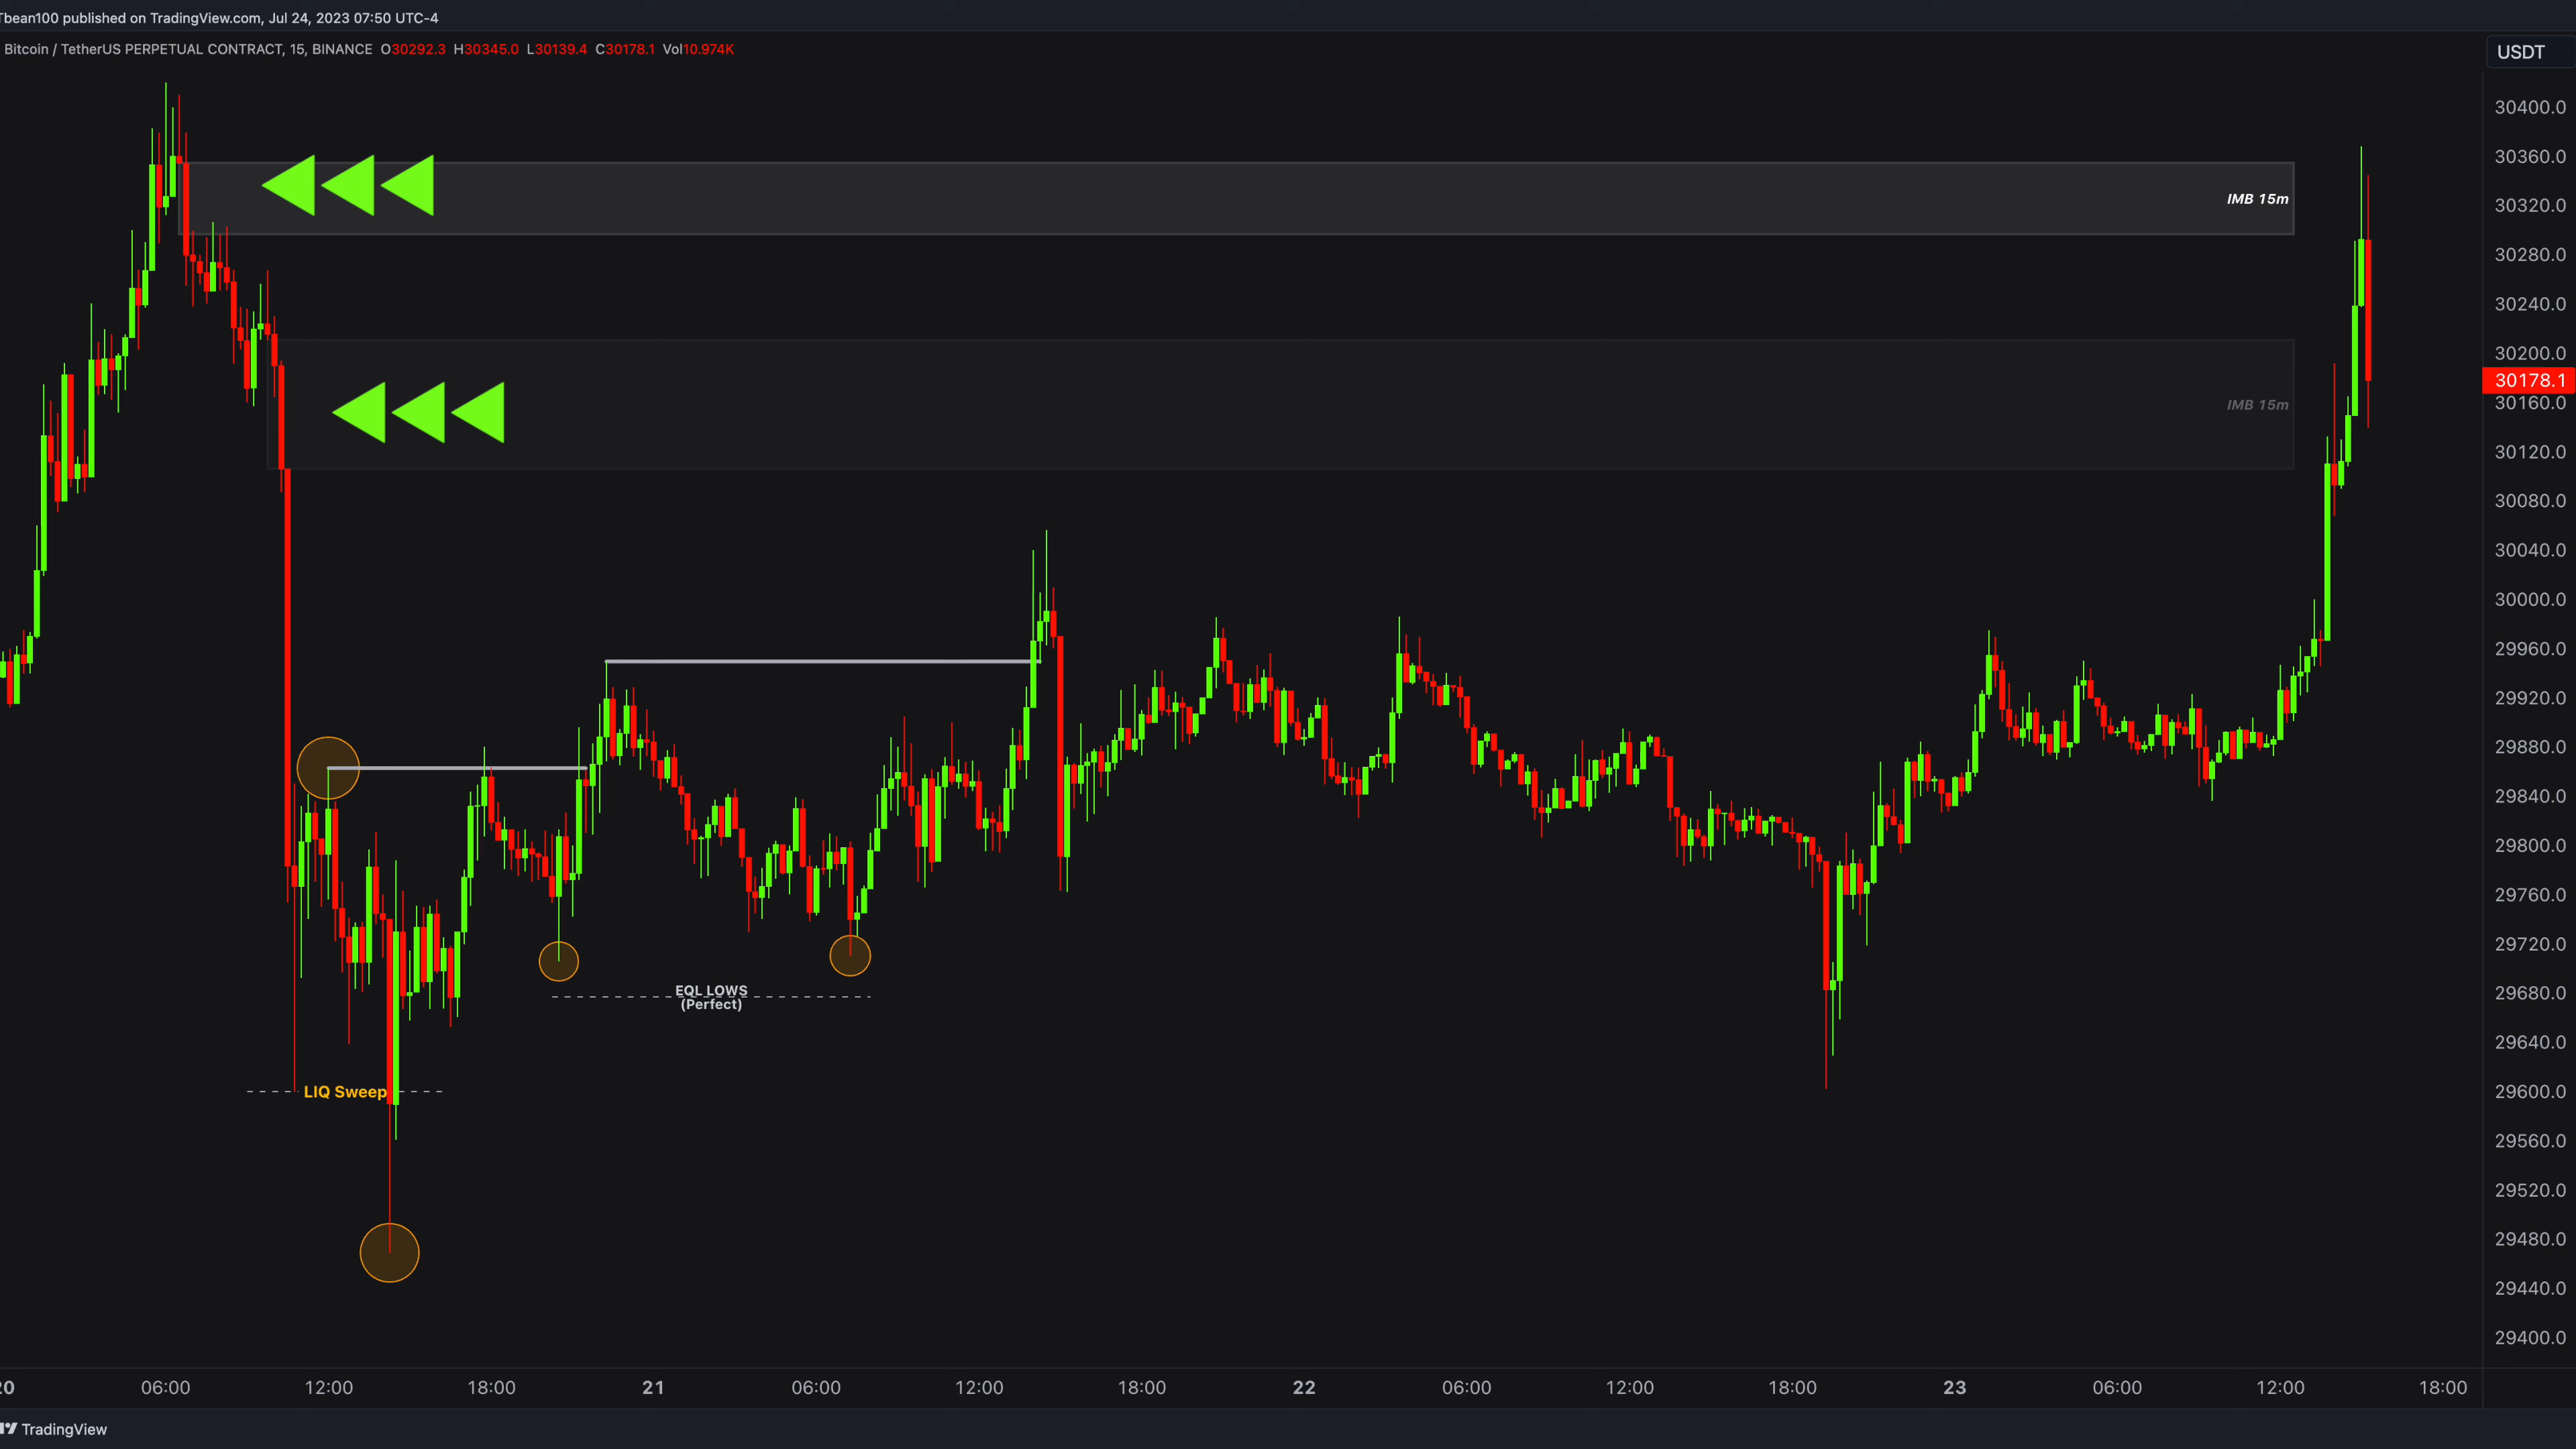 Tbean100 published on TradingView.com, Jul 24, 2023 07:50 UTC-4
Bitcoin / TetherUS PERPETUAL CONTRACT, 15, BINANCE O30292.3 H30345.0 L30139.4 C30178.1 Vol10.974K
USDT
30400.0
30360.0
IMB 15m
30320.0
30280.0
30240.0
30200.0
30178.1
IMB 15m
30160.0
30120.0
30080.0
30040.0
30000.0
29960.0
29920.0
29880.0
29840.0
29800.0
29760.0
29720.0
EQL LOWS
(Perfect)
29680.0
29640.0
LIQ Sweep
29600.0
29560.0
29520.0
29480.0
29440.0
29400.0
20 06:00 12:00 18:00 21 06:00 12:00 18:00 22 06:00 12:00 18:00 23 06:00 12:00 18:00
TradingView